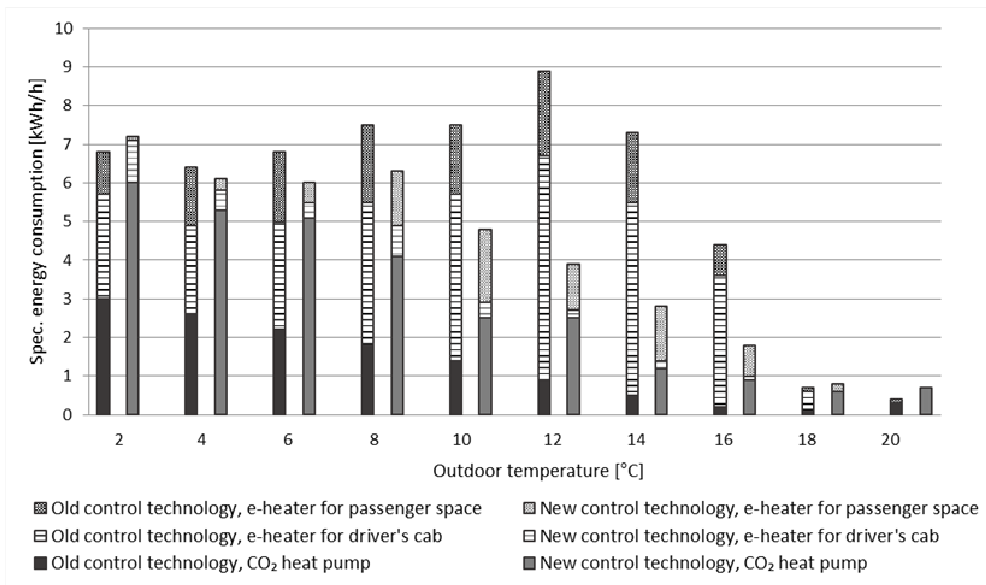 10
9
8
7
6
5
4
3
2
1
0
Spec. energy consumption [kWh/h]
2 4 6 8 10 12 14 16 18 20
Outdoor temperature [°C]
Old control technology, e-heater for passenger space
New control technology, e-heater for passenger space
Old control technology, e-heater for driver's cab
New control technology, e-heater for driver's cab
Old control technology, CO₂ heat pump
New control technology, CO₂ heat pump